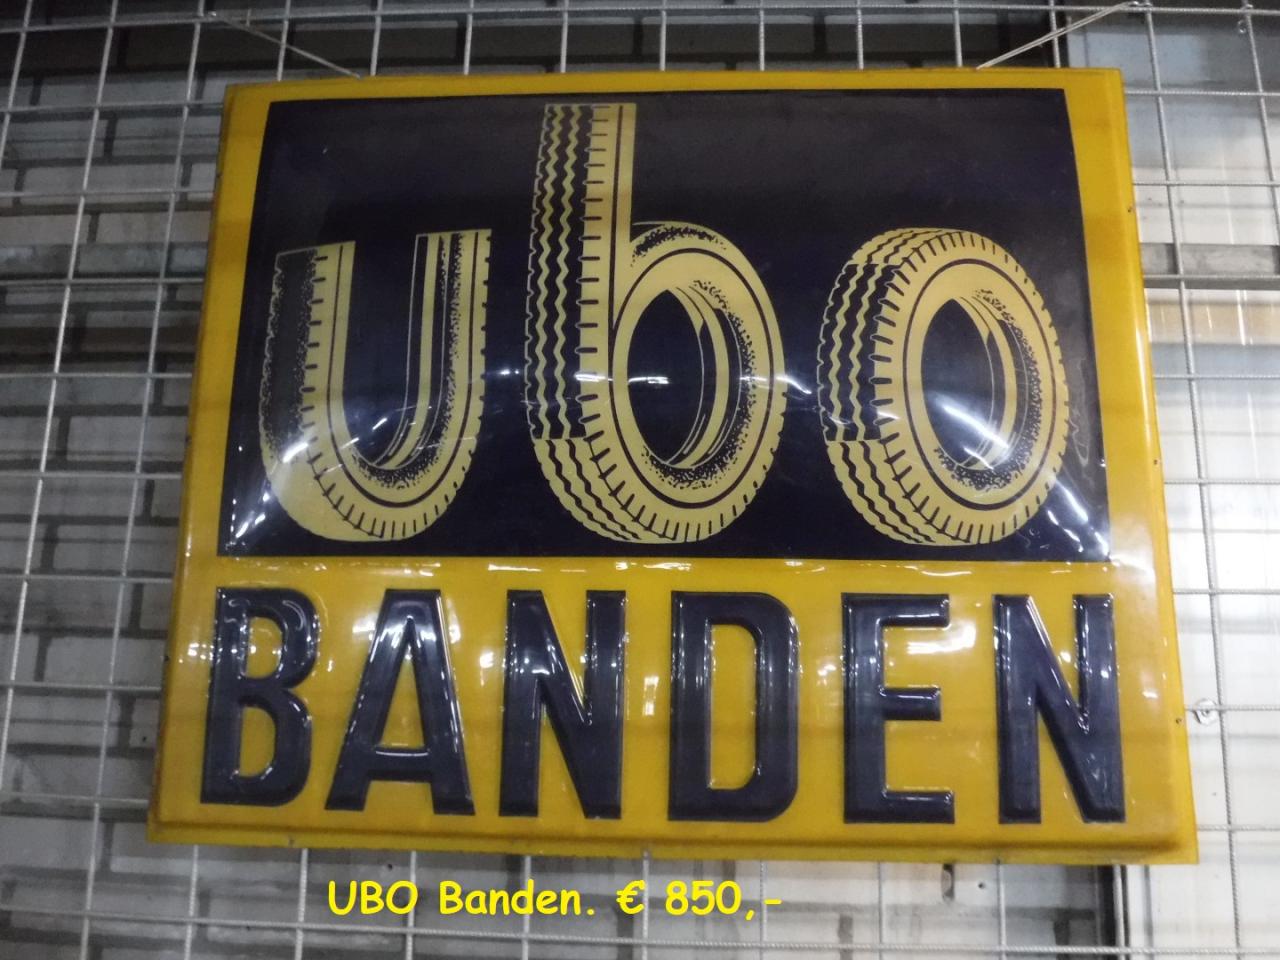 ubo
BANDEN
UBO Banden. € 850,-